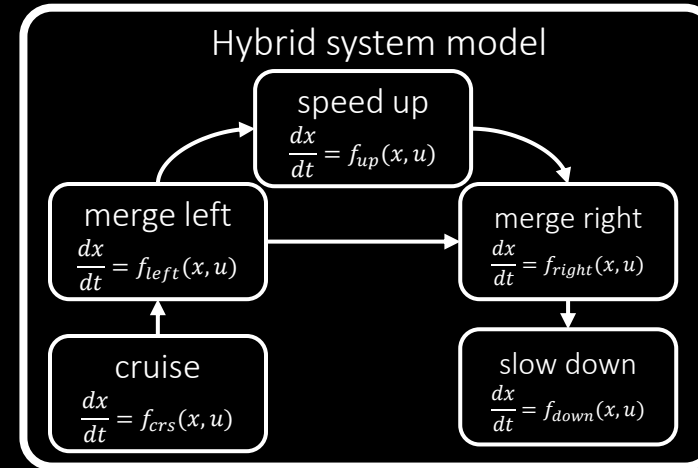 Hybrid system model
speed up
dx/dt = f_up(x, u)
merge left
dx/dt = f_left(x, u)
merge right
dx/dt = f_right(x, u)
cruise
dx/dt = f_crs(x, u)
slow down
dx/dt = f_down(x, u)